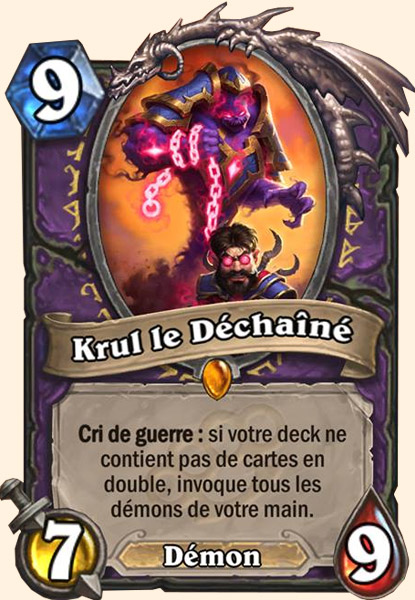 9
Krul le Déchaîné
Cri de guerre : si votre deck ne
contient pas de cartes en
double, invoque tous les
démons de votre main.
7
Démon
9